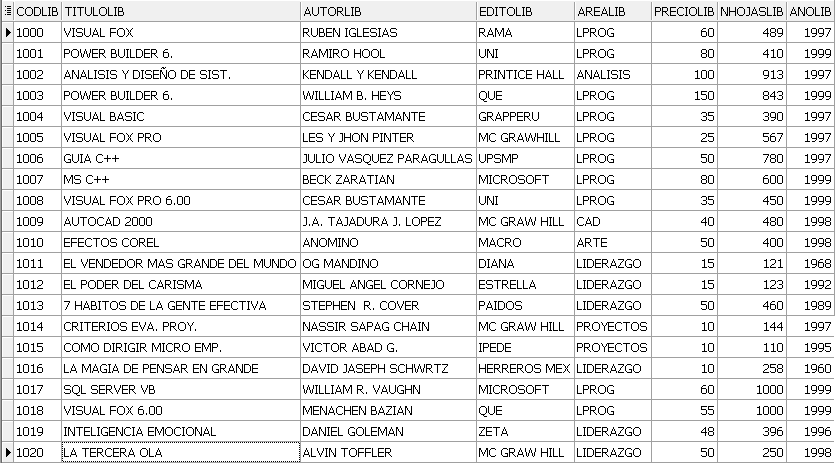 CODLIB TITULOLIB AUTORLIB EDITOLIB AREALIB PRECIOLIB NHOJASLIB ANOLIB
1000 VISUAL FOX RUBEN IGLESIAS RAMA LPROG 60 489 1997
1001 POWER BUILDER 6. RAMIRO HOOL UNI LPROG 80 410 1999
1002 ANALISIS Y DISEÑO DE SIST. KENDALL Y KENDALL PRINTICE HALL ANALISIS 100 913 1997
1003 POWER BUILDER 6. WILLIAM B. HEYS QUE LPROG 150 843 1999
1004 VISUAL BASIC CESAR BUSTAMANTE GRAPPERU LPROG 35 390 1997
1005 VISUAL FOX PRO LES Y JHON PINTER MC GRAWHILL LPROG 25 567 1997
1006 GUIA C++ JULIO VASQUEZ PARAGULLAS UPSMP LPROG 50 780 1997
1007 MS C++ BECK ZARATIAN MICROSOFT LPROG 80 600 1999
1008 VISUAL FOX PRO 6.00 CESAR BUSTAMANTE UNI LPROG 35 450 1999
1009 AUTOCAD 2000 J.A. TAJADURA J. LOPEZ MC GRAW HILL CAD 40 480 1998
1010 EFECTOS COREL ANOMINO MACRO ARTE 50 400 1998
1011 EL VENDEDOR MAS GRANDE DEL MUNDO OG MANDINO DIANA LIDERAZGO 15 121 1968
1012 EL PODER DEL CARISMA MIGUEL ANGEL CORNEJO ESTRELLA LIDERAZGO 15 123 1992
1013 7 HABITOS DE LA GENTE EFECTIVA STEPHEN R. COVER PAIDOS LIDERAZGO 50 460 1989
1014 CRITERIOS EVA. PROY. NASSIR SAPAG CHAIN MC GRAW HILL PROYECTOS 10 144 1997
1015 COMO DIRIGIR MICRO EMP. VICTOR ABAD G. IPEDE PROYECTOS 10 110 1995
1016 LA MAGIA DE PENSAR EN GRANDE DAVID JASEPH SCHWRTZ HERREROS MEX LIDERAZGO 10 258 1960
1017 SQL SERVER VB WILLIAM R. VAUGHN MICROSOFT LPROG 60 1000 1999
1018 VISUAL FOX 6.00 MENACHEN BAZIAN QUE LPROG 55 1000 1999
1019 INTELIGENCIA EMOCIONAL DANIEL GOLEMAN ZETA LIDERAZGO 48 396 1996
1020 LA TERCERA OLA ALVIN TOFFLER MC GRAW HILL LIDERAZGO 50 250 1998